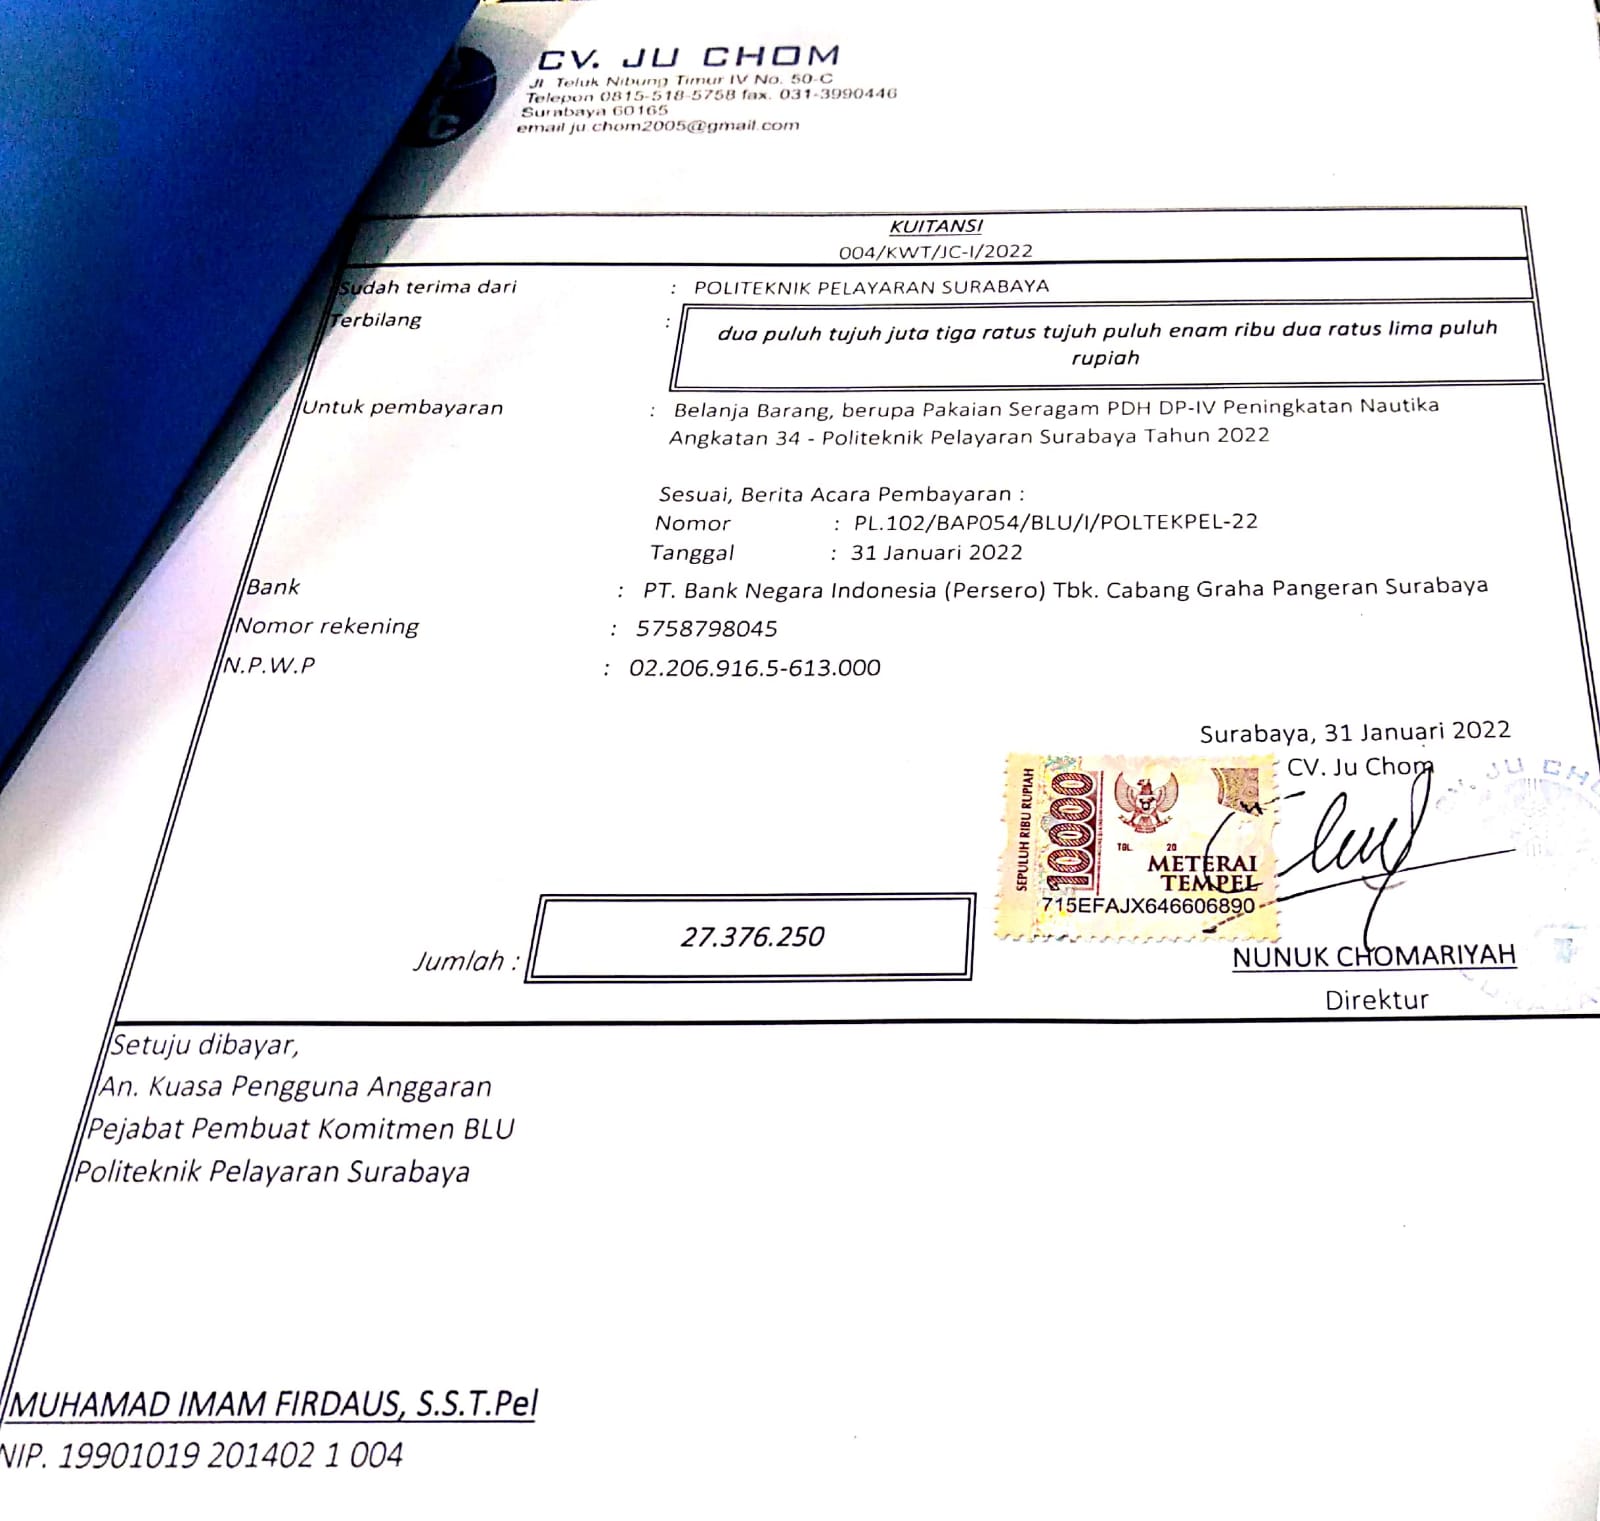 CV. JU CHOM
Jl Teluk Nibung Timur IV No. 50-C
Telepon 0815-518-5758 fax. 031-3990446
Surabaya 60165
email ju chom2005@gmail.com
KUITANSI
004/KWT/JC-I/2022
Sudah terima dari : POLITEKNIK PELAYARAN SURABAYA
Terbilang : dua puluh tujuh juta tiga ratus tujuh puluh enam ribu dua ratus lima puluh
rupiah
Untuk pembayaran : Belanja Barang, berupa Pakaian Seragam PDH DP-IV Peningkatan Nautika
Angkatan 34 - Politeknik Pelayaran Surabaya Tahun 2022
Sesuai, Berita Acara Pembayaran :
Nomor : PL.102/BAP054/BLU/I/POLTEKPEL-22
Tanggal : 31 Januari 2022
Bank : PT. Bank Negara Indonesia (Persero) Tbk. Cabang Graha Pangeran Surabaya
Nomor rekening : 5758798045
N.P.W.P : 02.206.916.5-613.000
Surabaya, 31 Januari 2022
CV. Ju Chom
CV. JU CH
SEPULUH RIBU RUPIAH
10000
TGL. 20
METERAI
TEMPEL
715EFAJX646606890
Jumlah : 27.376.250
NUNUK CHOMARIYAH
Direktur
Setuju dibayar,
An. Kuasa Pengguna Anggaran
Pejabat Pembuat Komitmen BLU
Politeknik Pelayaran Surabaya
MUHAMAD IMAM FIRDAUS, S.S.T.Pel
NIP. 19901019 201402 1 004